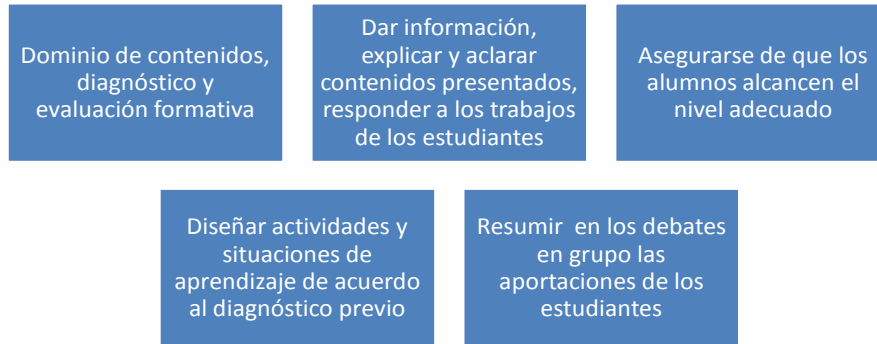 Dominio de contenidos,
diagnóstico y
evaluación formativa
Dar información,
explicar y aclarar
contenidos presentados,
responder a los trabajos
de los estudiantes
Asegurarse de que los
alumnos alcancen el
nivel adecuado
Diseñar actividades y
situaciones de
aprendizaje de acuerdo
al diagnóstico previo
Resumir en los debates
en grupo las
aportaciones de los
estudiantes